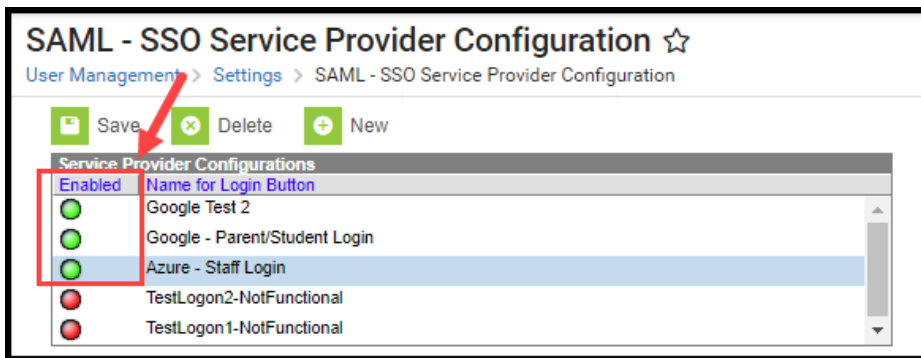 SAML - SSO Service Provider Configuration
User Management > Settings > SAML - SSO Service Provider Configuration
Save Delete New
Service Provider Configurations
Enabled Name for Login Button
Google Test 2
Google - Parent/Student Login
Azure - Staff Login
TestLogon2-NotFunctional
TestLogon1-NotFunctional